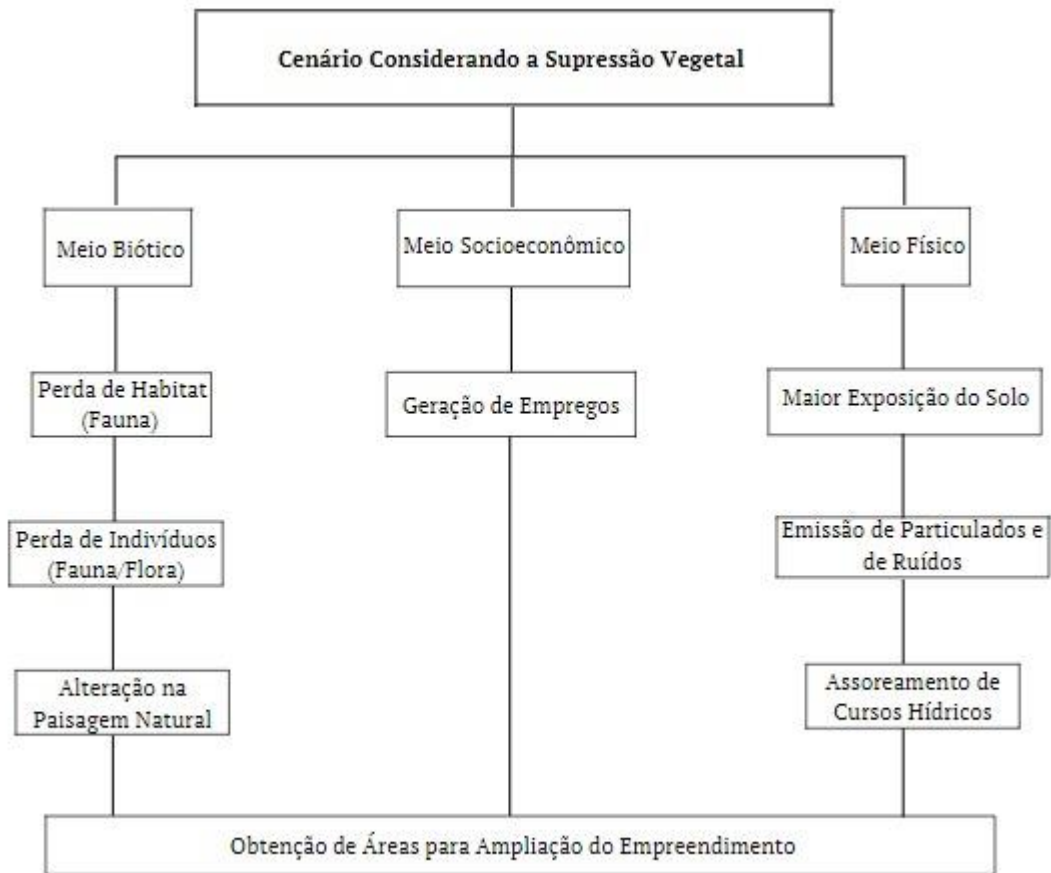 Cenário Considerando a Supressão Vegetal
Meio Biótico
Meio Socioeconômico
Meio Físico
Perda de Habitat
(Fauna)
Geração de Empregos
Maior Exposição do Solo
Perda de Indivíduos
(Fauna/Flora)
Emissão de Particulados e
de Ruídos
Alteração na
Paisagem Natural
Assoreamento de
Cursos Hídricos
Obtenção de Áreas para Ampliação do Empreendimento